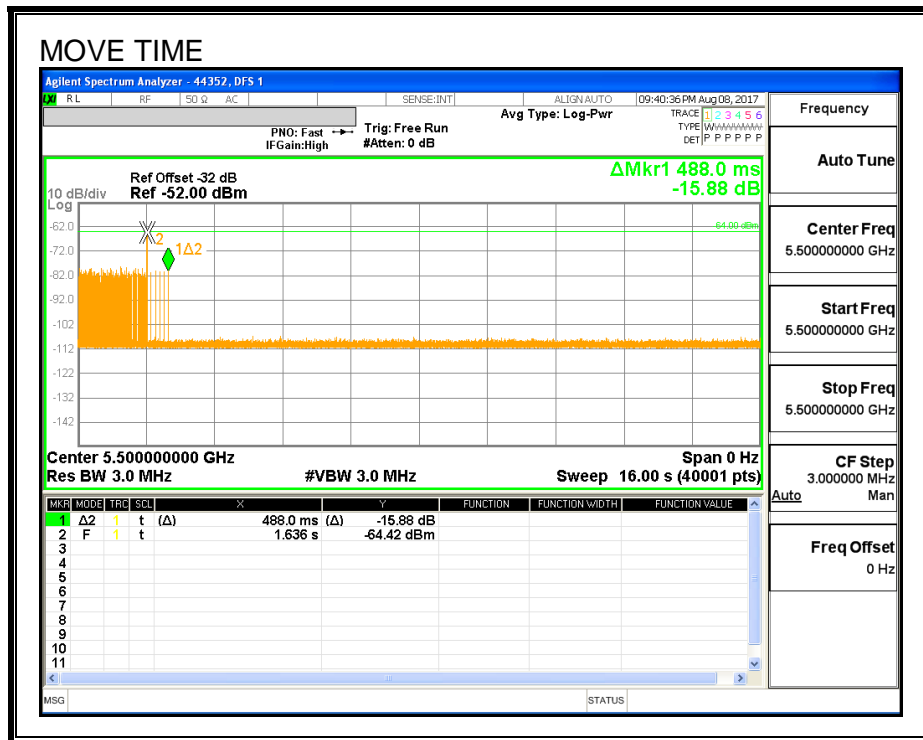 MOVE TIME
Agilent Spectrum Analyzer - 44352, DFS 1
LXI RL RF 50 Ω AC SENSE:INT ALIGN AUTO 09:40:36 PM Aug 08, 2017
Avg Type: Log-Pwr
TRACE 1 2 3 4 5 6
TYPE WWWWWW
DET P P P P P P
PNO: Fast
IFGain:High
Trig: Free Run
#Atten: 0 dB
ΔMkr1 488.0 ms
-15.88 dB
Ref Offset -32 dB
Ref -52.00 dBm
10 dB/div
Log
-62.0
-72.0
-82.0
-92.0
-102
-112
-122
-132
-142
-64.00 dBm
2
1Δ2
Center 5.500000000 GHz Span 0 Hz
Res BW 3.0 MHz #VBW 3.0 MHz Sweep 16.00 s (40001 pts)
MKR MODE TRC SCL X Y FUNCTION FUNCTION WIDTH FUNCTION VALUE
1 Δ2 1 t (Δ) 488.0 ms (Δ) -15.88 dB
2 F 1 t 1.636 s -64.42 dBm
3
4
5
6
7
8
9
10
11
MSG STATUS
Frequency
Auto Tune
Center Freq
5.500000000 GHz
Start Freq
5.500000000 GHz
Stop Freq
5.500000000 GHz
CF Step
3.000000 MHz
Auto Man
Freq Offset
0 Hz